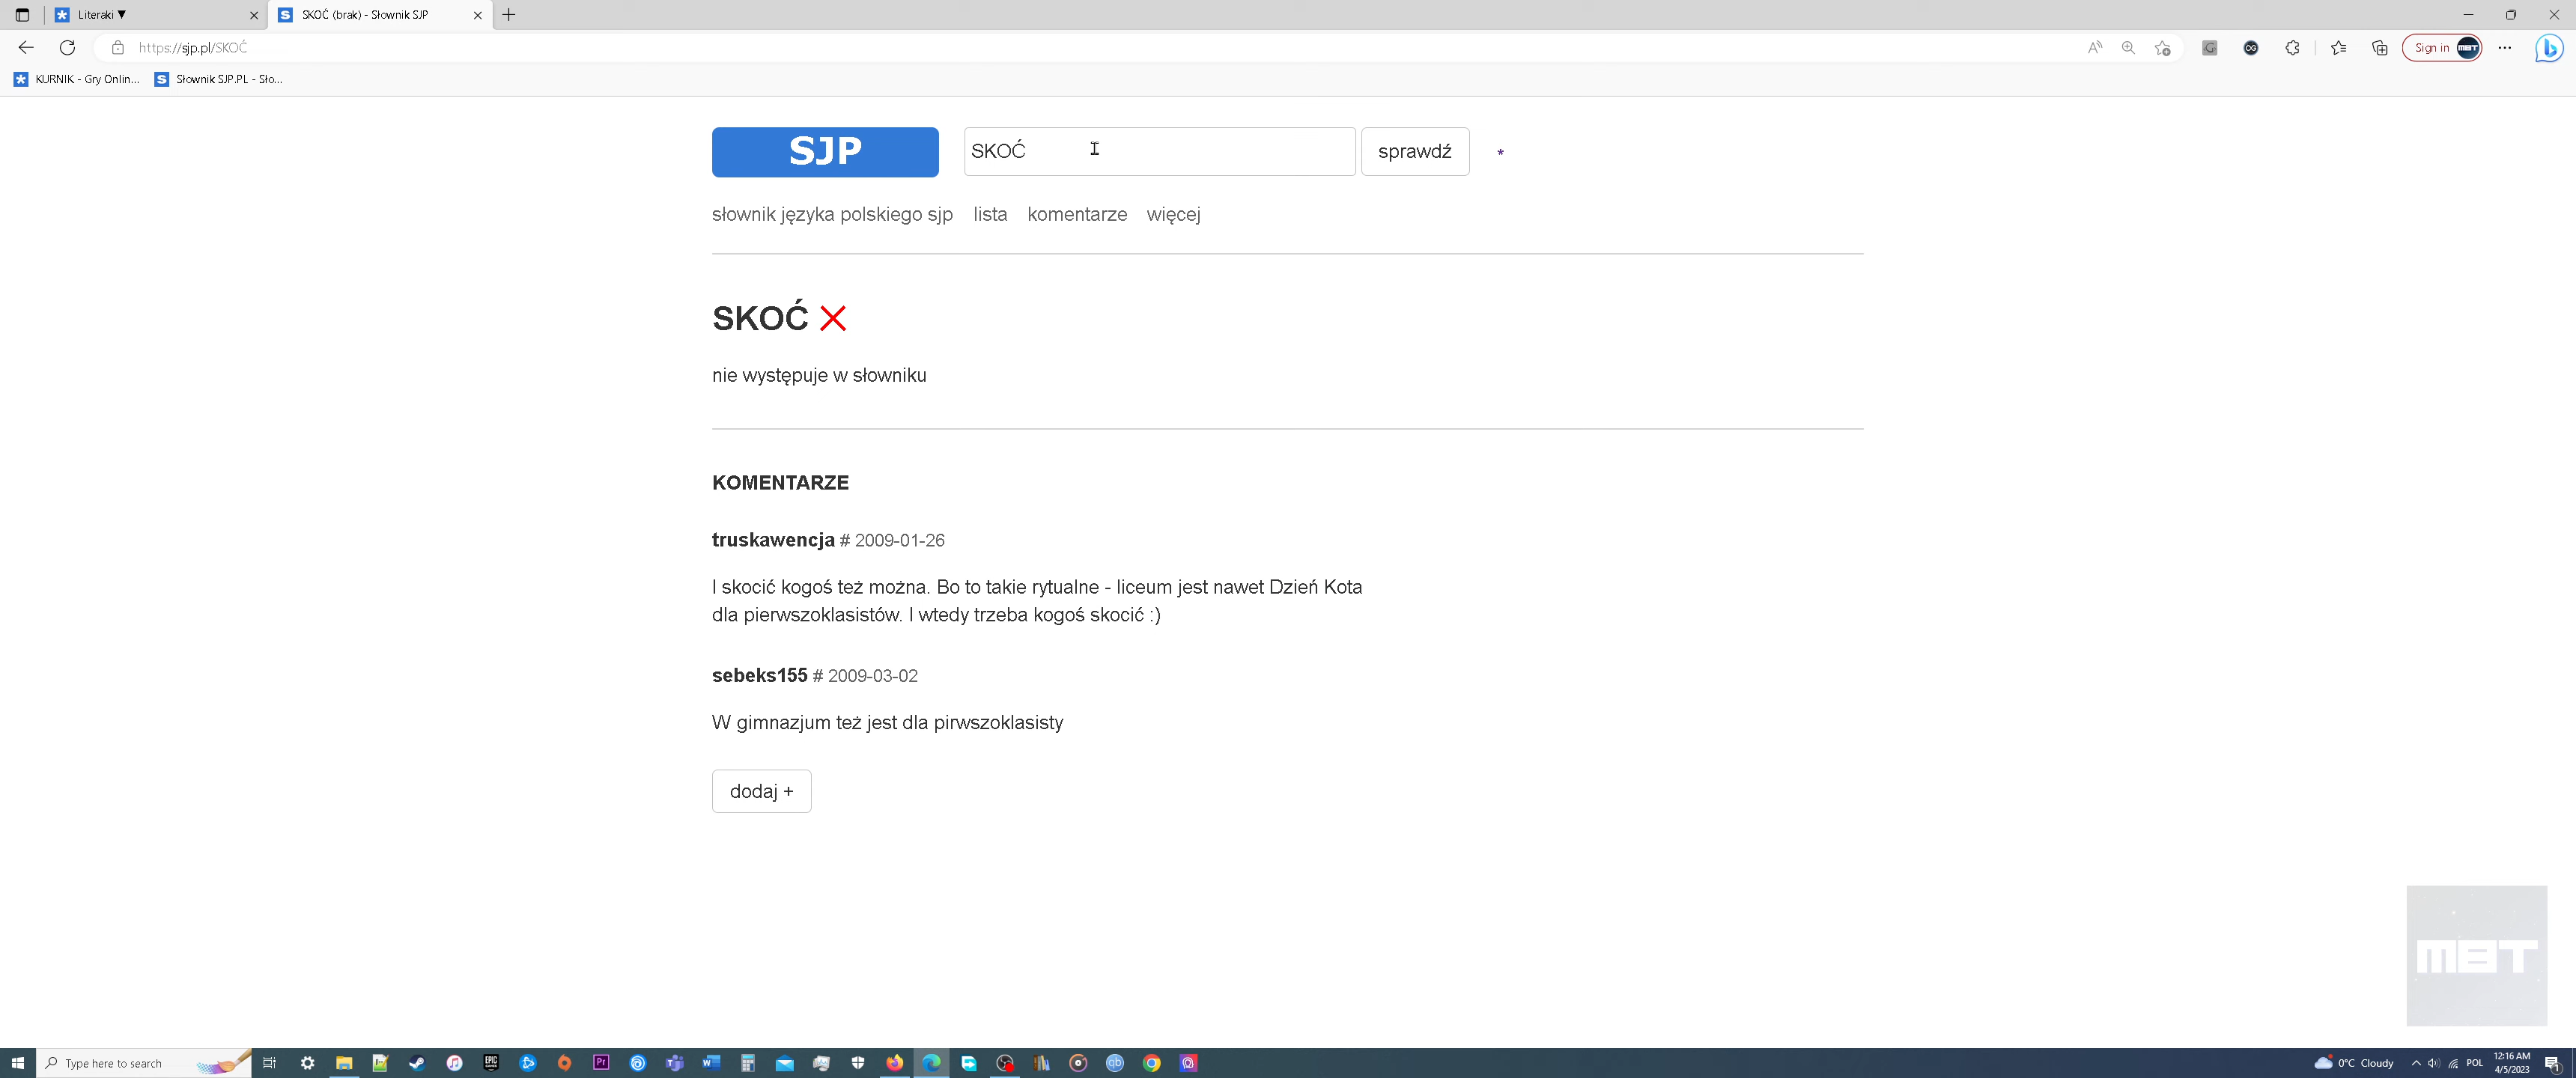 Literaki ▼
SKOĆ (brak) - Słownik SJP
https://sjp.pl/SKOĆ
Sign in
KURNIK - Gry Onlin...
Słownik SJP.PL - Sło...
SJP
SKOĆ
sprawdź
*
słownik języka polskiego sjp lista komentarze więcej
SKOĆ
nie występuje w słowniku
KOMENTARZE
truskawencja # 2009-01-26
I skocić kogoś też można. Bo to takie rytualne - liceum jest nawet Dzień Kota
dla pierwszoklasistów. I wtedy trzeba kogoś skocić :)
sebeks155 # 2009-03-02
W gimnazjum też jest dla pirwszoklasisty
dodaj +
MBT
Type here to search
0°C Cloudy
POL
12:16 AM
4/5/2023